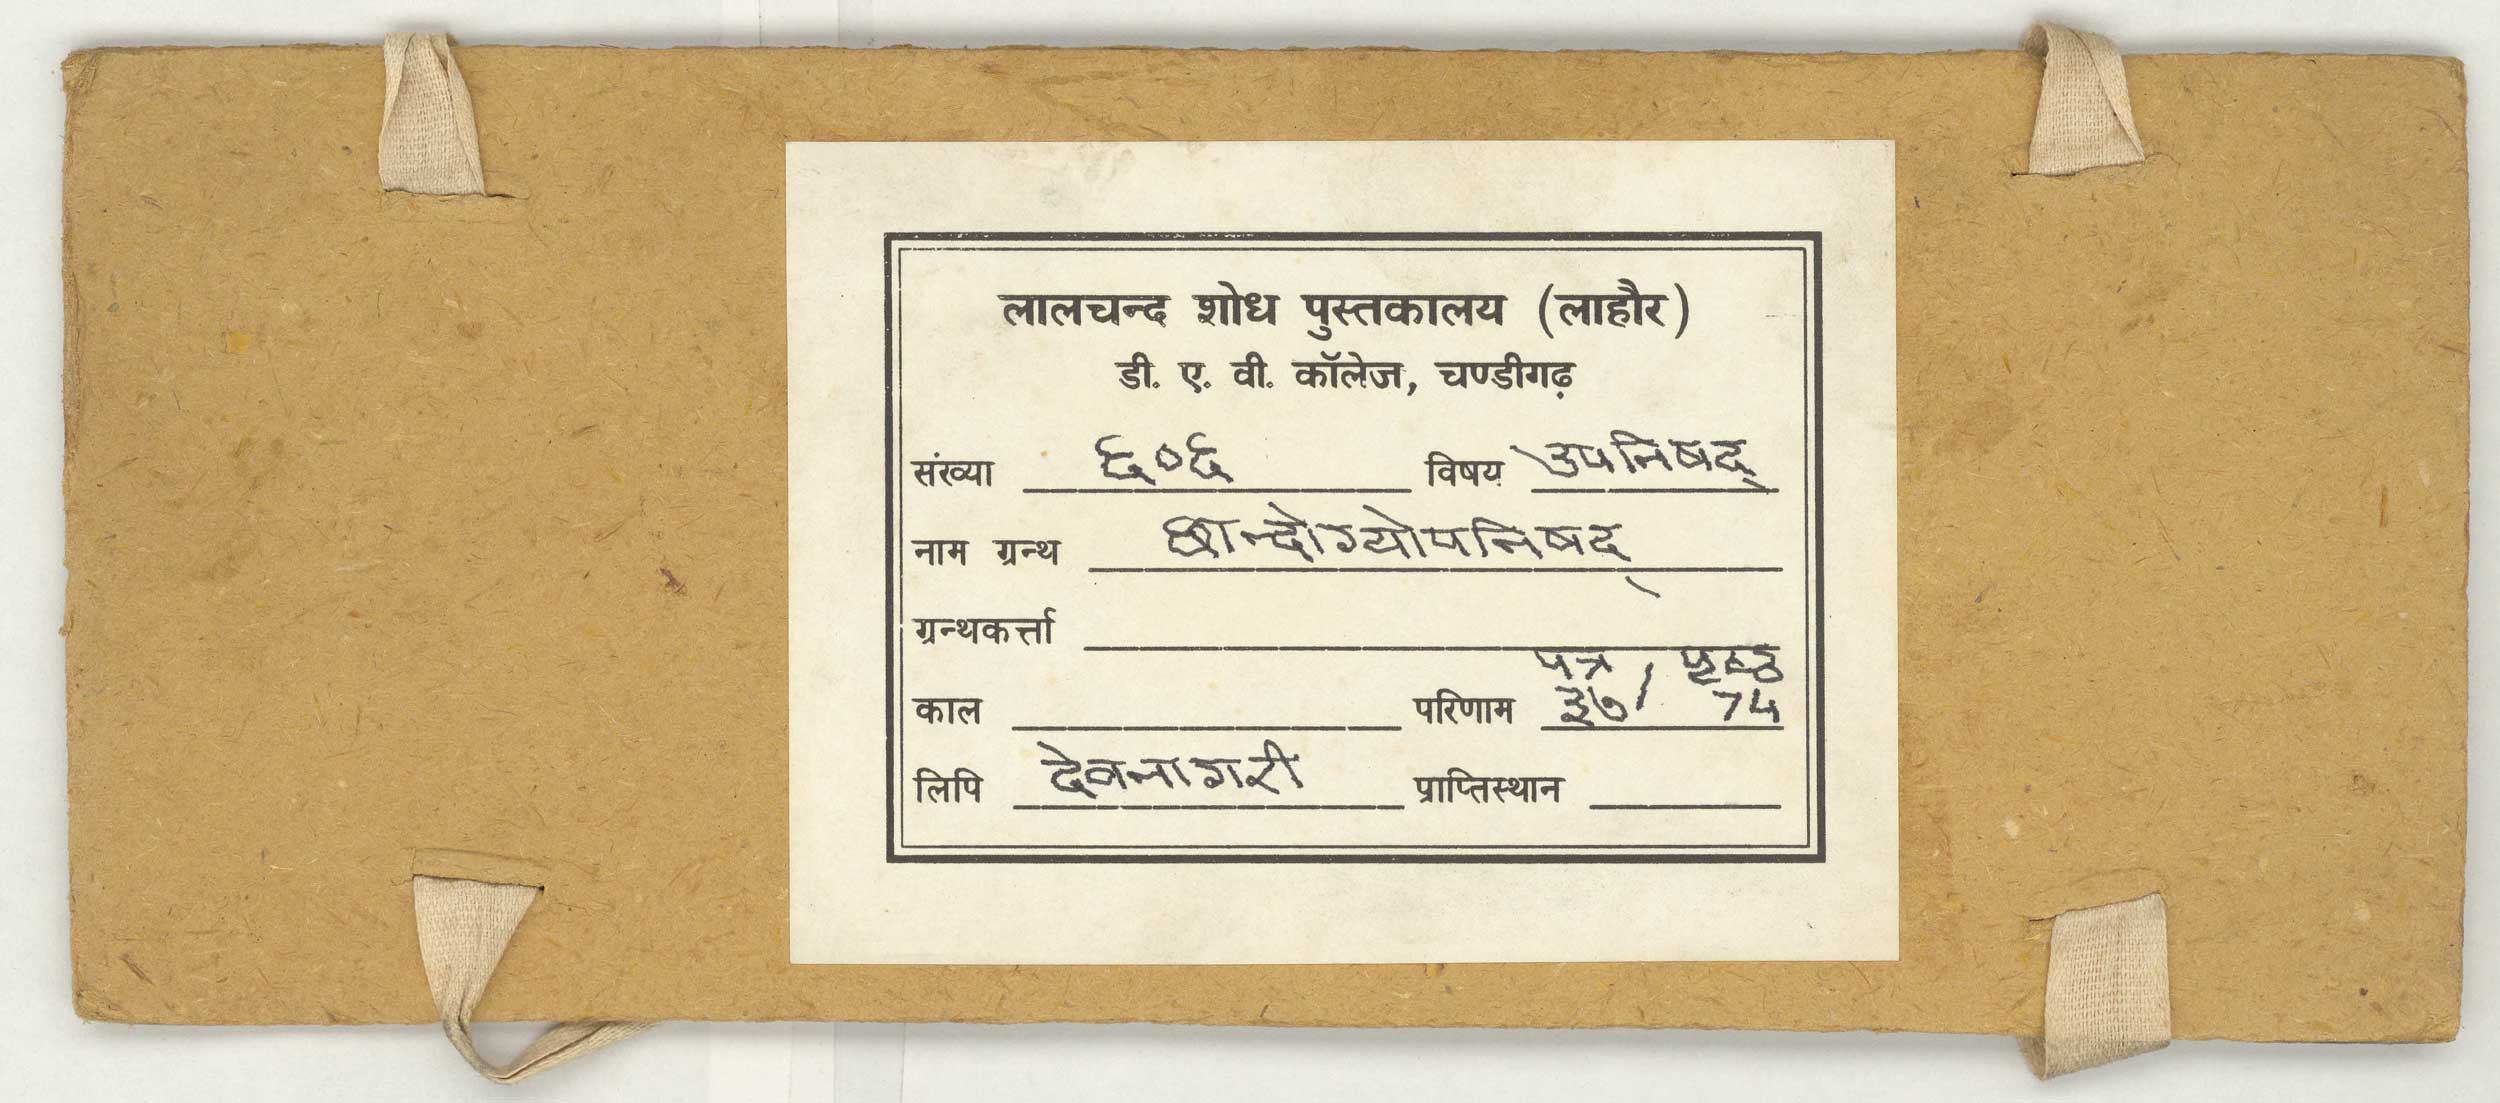 लालचन्द शोध पुस्तकालय (लाहौर)
डी. ए. वी. कॉलेज, चण्डीगढ़
संख्या ६०६ विषय उपनिषद्
नाम ग्रन्थ छान्दोग्योपनिषद्
ग्रन्थकर्त्ता
पत्र / पृष्ठ
काल परिणाम ३७/ 74
लिपि देवनागरी प्राप्तिस्थान